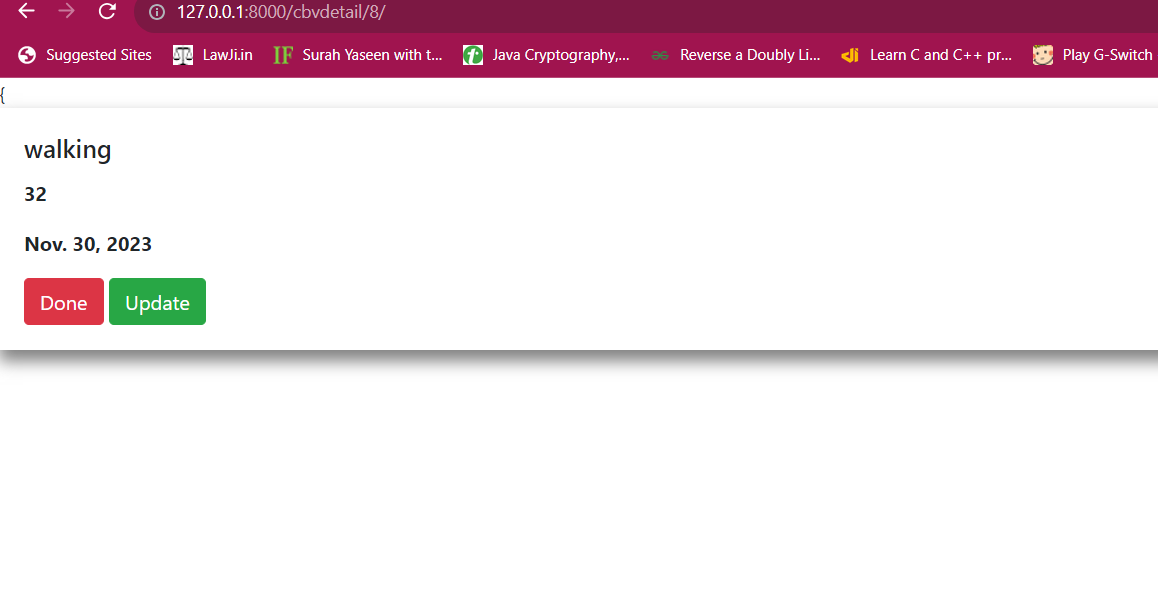 127.0.0.1:8000/cbvdetail/8/
Suggested Sites LawJi.in IF Surah Yaseen with t... Java Cryptography,... Reverse a Doubly Li... Learn C and C++ pr... Play G-Switch
{
walking
32
Nov. 30, 2023
Done Update